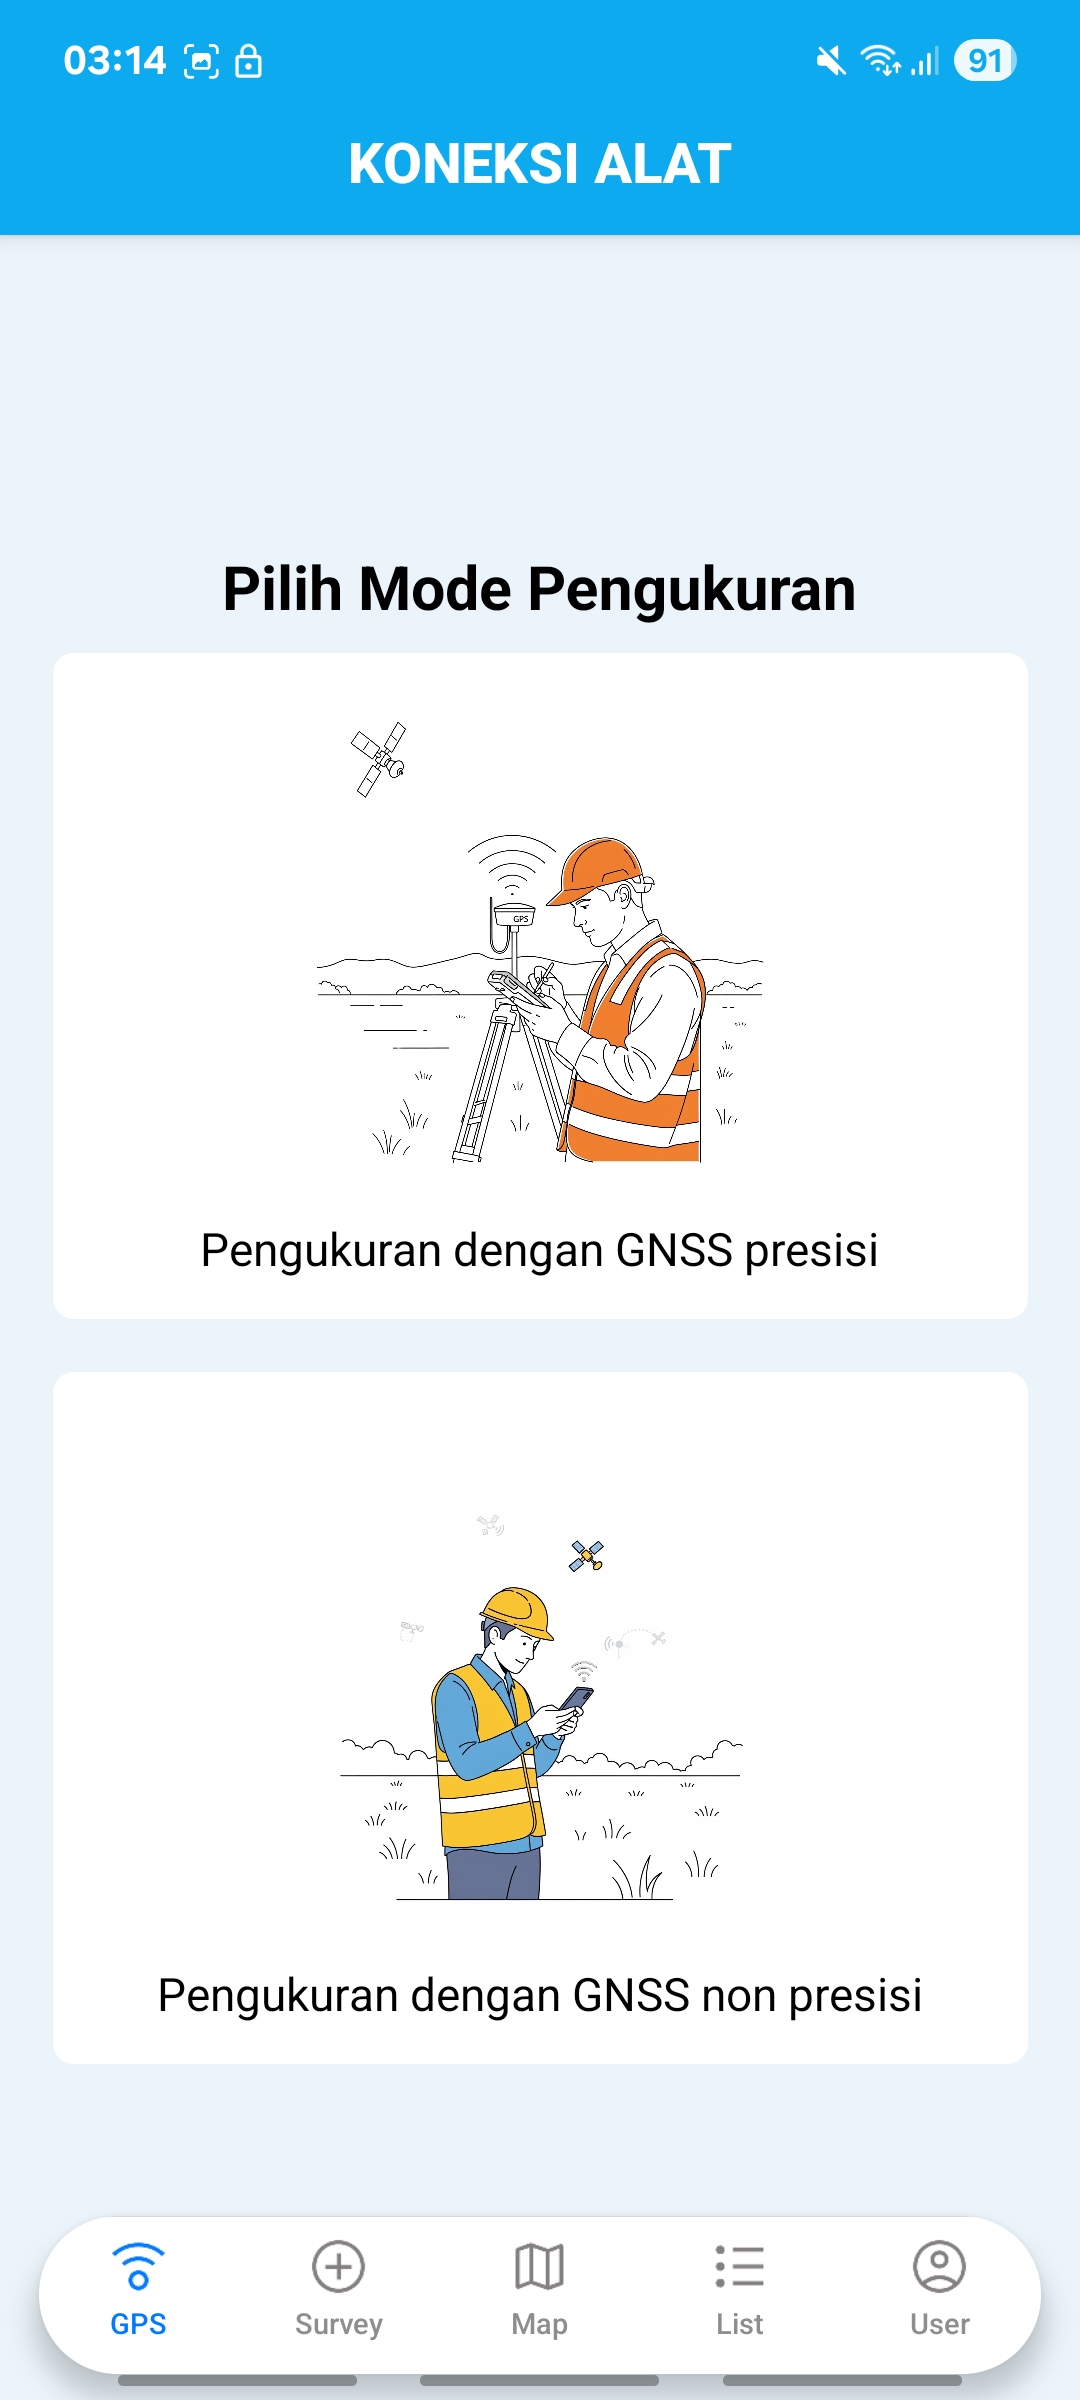 03:14
91
KONEKSI ALAT
Pilih Mode Pengukuran
GPS
Pengukuran dengan GNSS presisi
Pengukuran dengan GNSS non presisi
GPS
Survey
Map
List
User